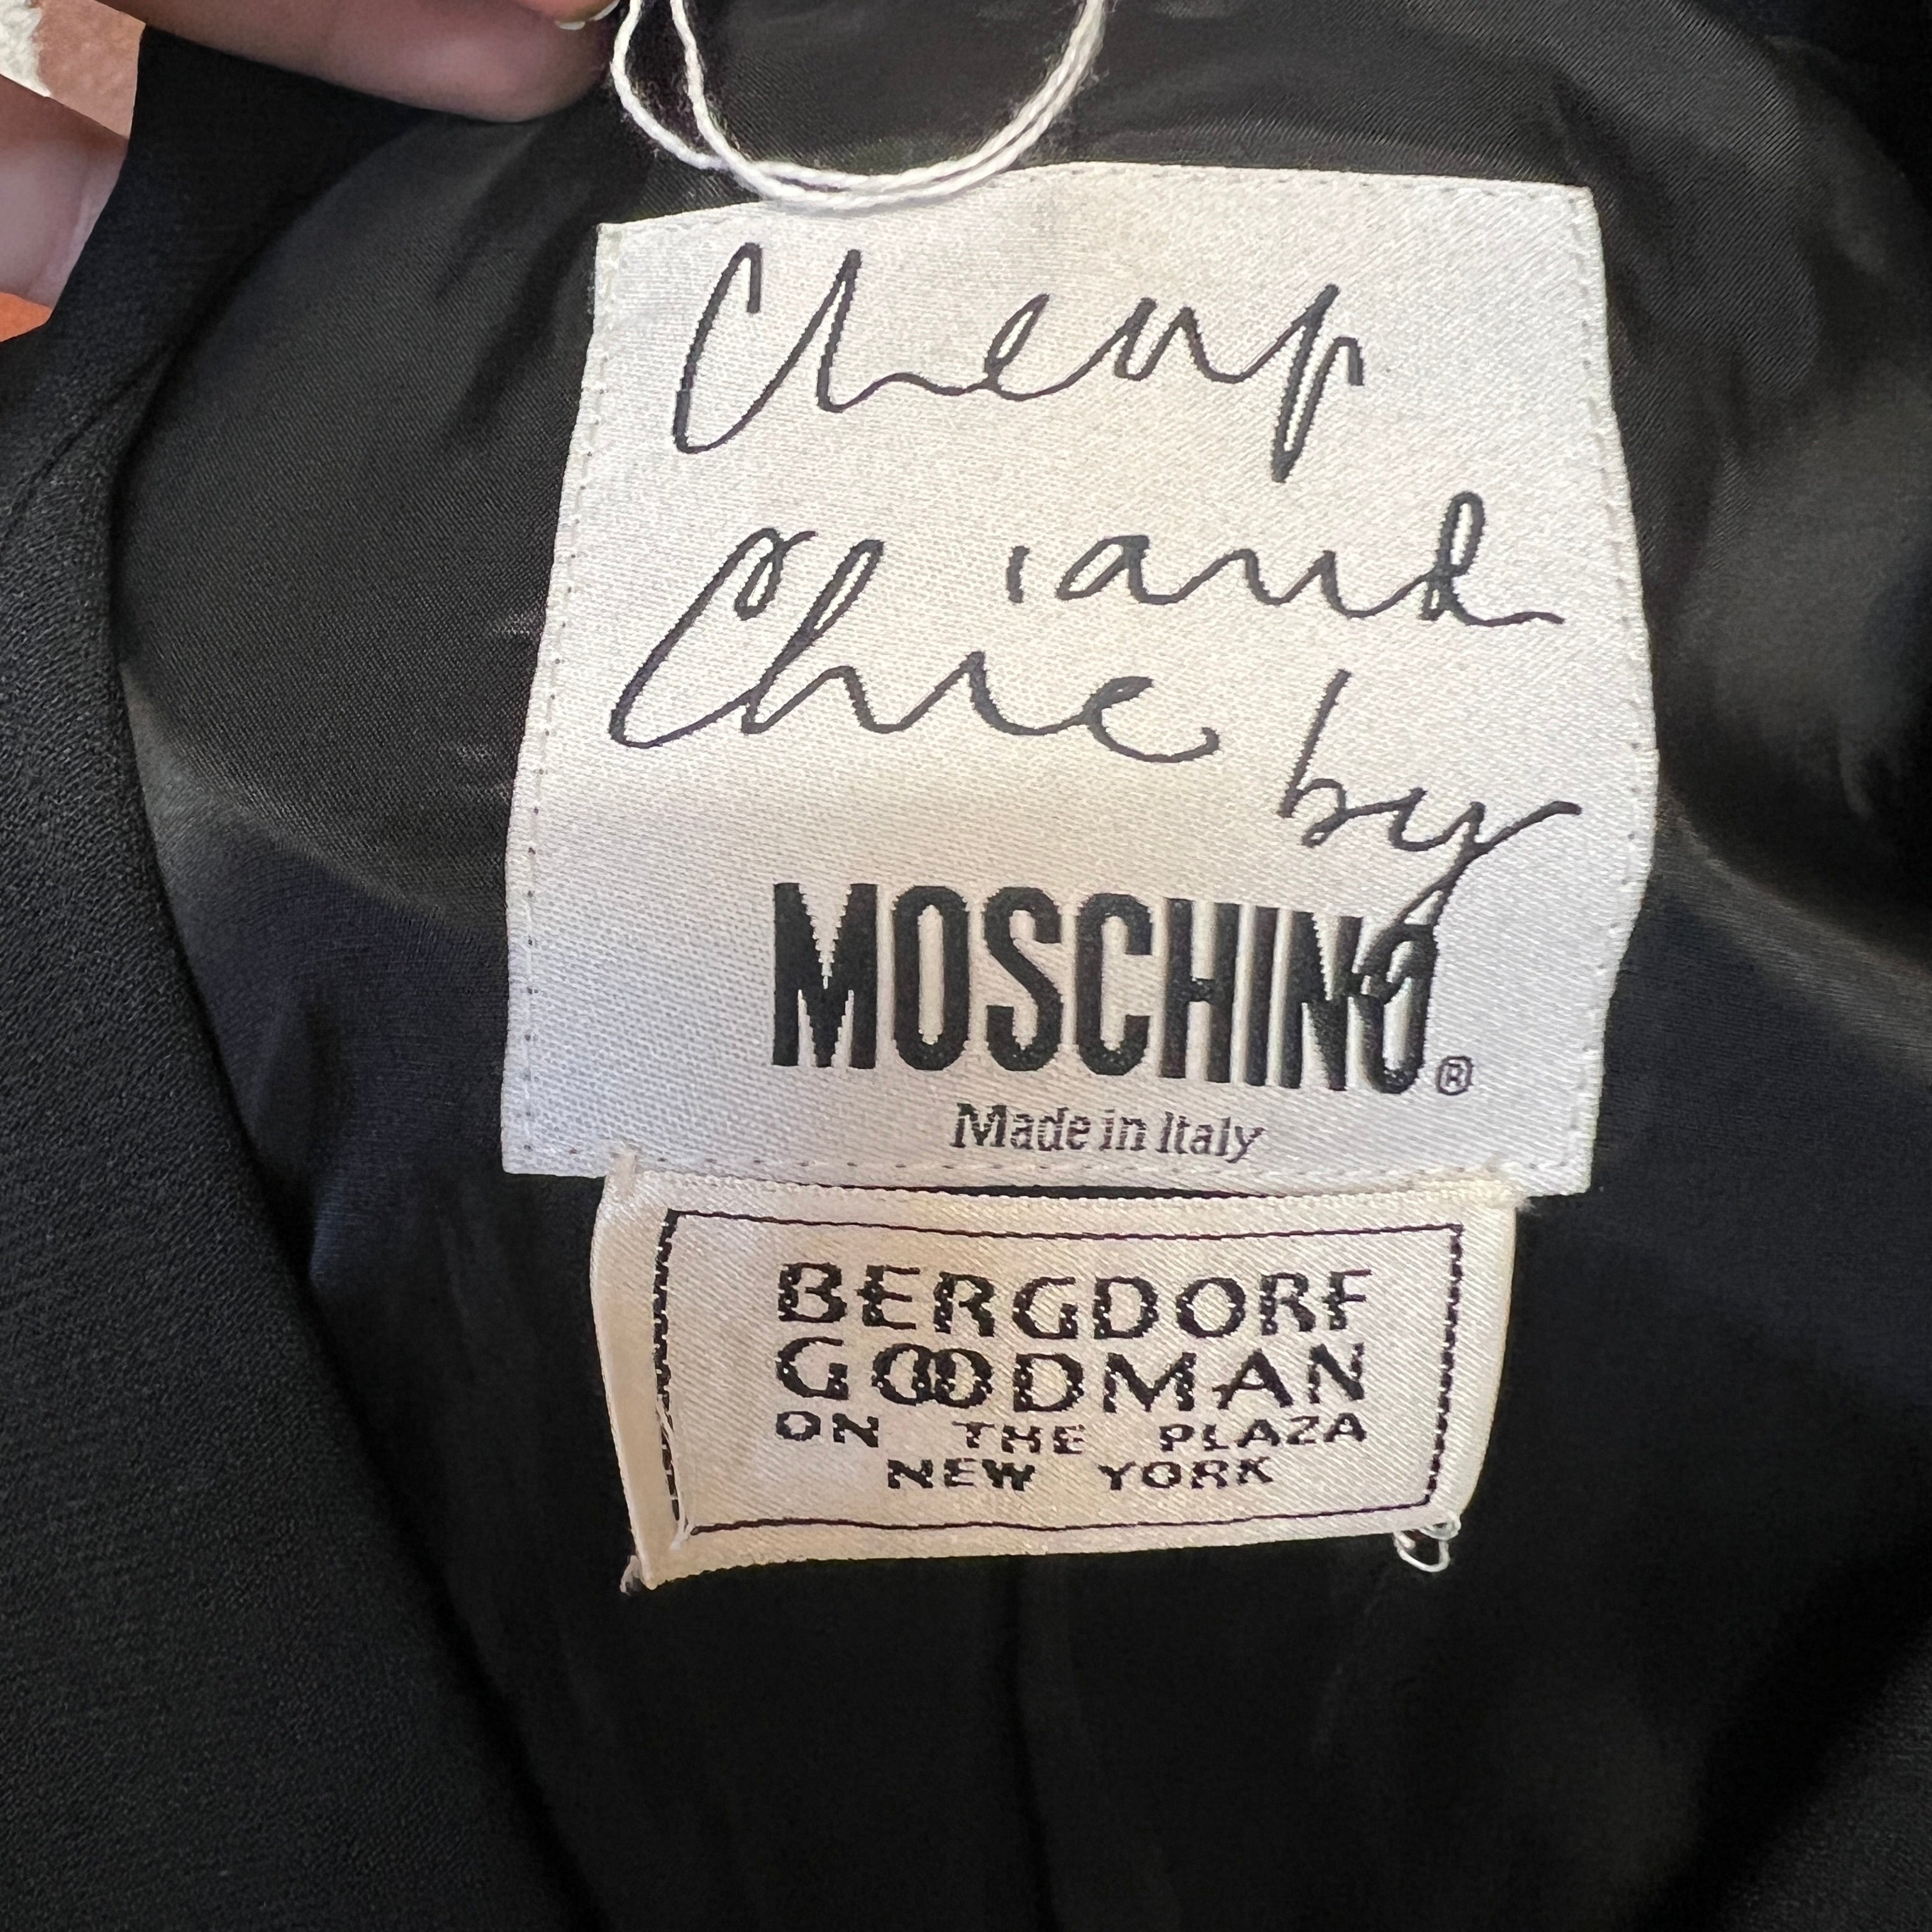 Cheap
and
Chic by
MOSCHINO®
Made in Italy
BERGDORF
GOODMAN
ON THE PLAZA
NEW YORK